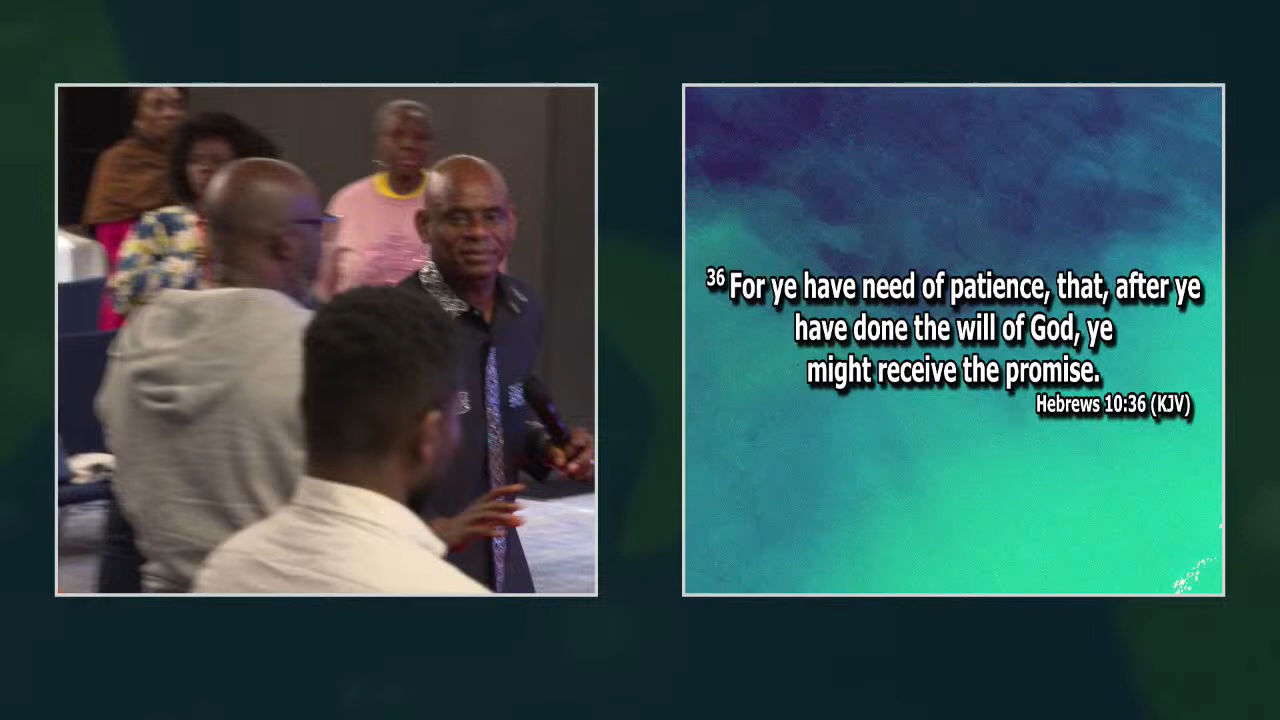 36 For ye have need of patience, that, after ye
have done the will of God, ye
might receive the promise.
Hebrews 10:36 (KJV)